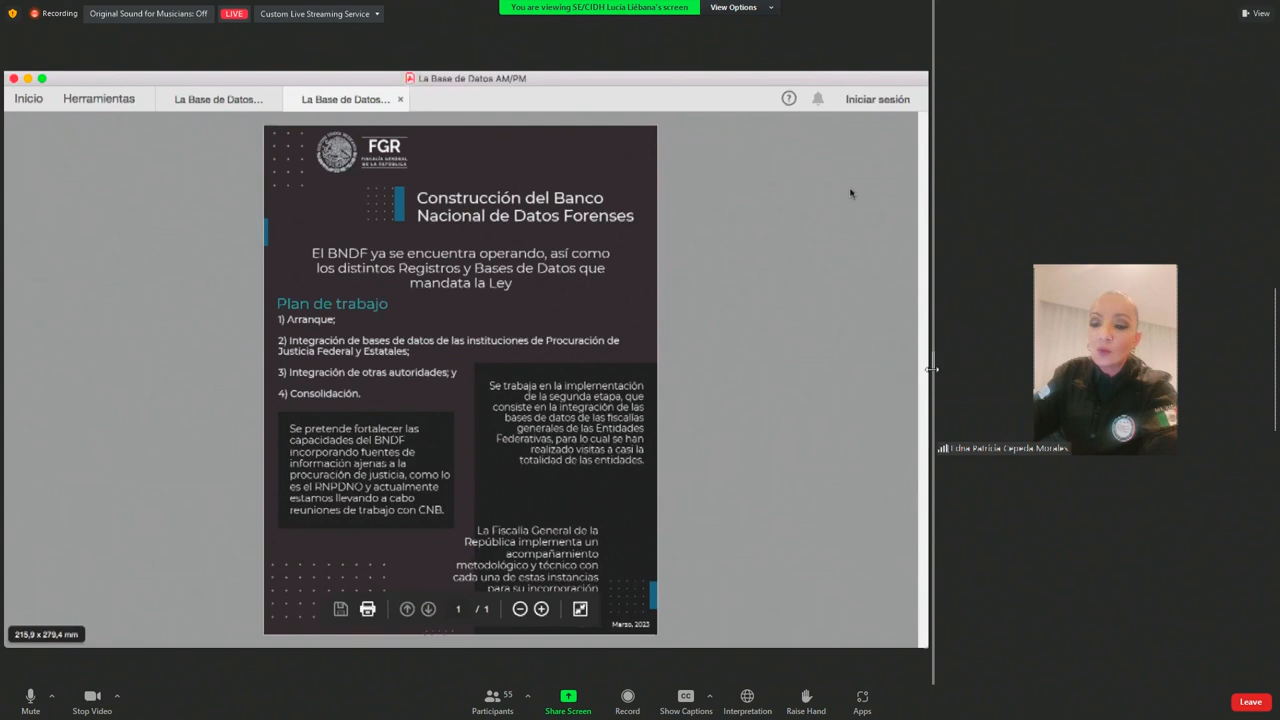 Recording
Original Sound for Musicians: Off
LIVE
Custom Live Streaming Service
You are viewing SE/CIDH Lucía Liébana's screen
View Options
View
La Base de Datos AM/PM
Inicio
Herramientas
La Base de Datos...
La Base de Datos...
Iniciar sesión
FGR
FISCALÍA GENERAL
DE LA REPÚBLICA
Construcción del Banco
Nacional de Datos Forenses
El BNDF ya se encuentra operando, así como
los distintos Registros y Bases de Datos que
mandata la Ley
Plan de trabajo
1) Arranque;
2) Integración de bases de datos de las instituciones de Procuración de
Justicia Federal y Estatales;
3) Integración de otras autoridades; y
4) Consolidación.
Se pretende fortalecer las
capacidades del BNDF
incorporando fuentes de
información ajenas a la
procuración de justicia, como lo
es el RNPDNO y actualmente
estamos llevando a cabo
reuniones de trabajo con CNB.
Se trabaja en la implementación
de la segunda etapa, que
consiste en la integración de las
bases de datos de las fiscalías
generales de las Entidades
Federativas, para lo cual se han
realizado visitas a casi la
totalidad de las entidades.
La Fiscalía General de la
República implementa un
acompañamiento
metodológico y técnico con
cada una de estas instancias
para su incorporación
1 / 1
Marzo, 2023
215,9 x 279,4 mm
Edna Patricia Cepeda Morales
Mute
Stop Video
Participants
55
Share Screen
Record
Show Captions
Interpretation
Raise Hand
Apps
Leave